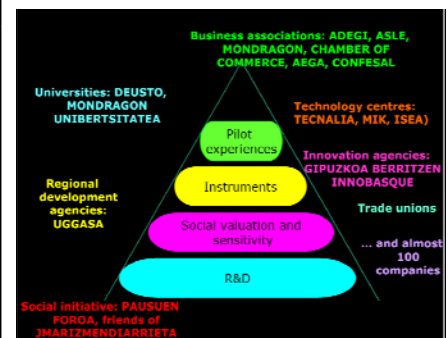 Business associations: ADEGI, ASLE,
MONDRAGON, CHAMBER OF
COMMERCE, AEGA, CONFESAL
Universities: DEUSTO,
MONDRAGON
UNIBERTSITATEA
Technology centres:
TECNALIA, MIK, ISEA)
Pilot
experiences
Innovation agencies:
GIPUZKOA BERRITZEN
INNOBASQUE
Regional
development
agencies:
UGGASA
Instruments
Trade unions
Social valuation and
sensitivity
... and almost
100
companies
R&D
Social initiative: PAUSUEN
FOROA, friends of
JMARIZMENDIARRIETA